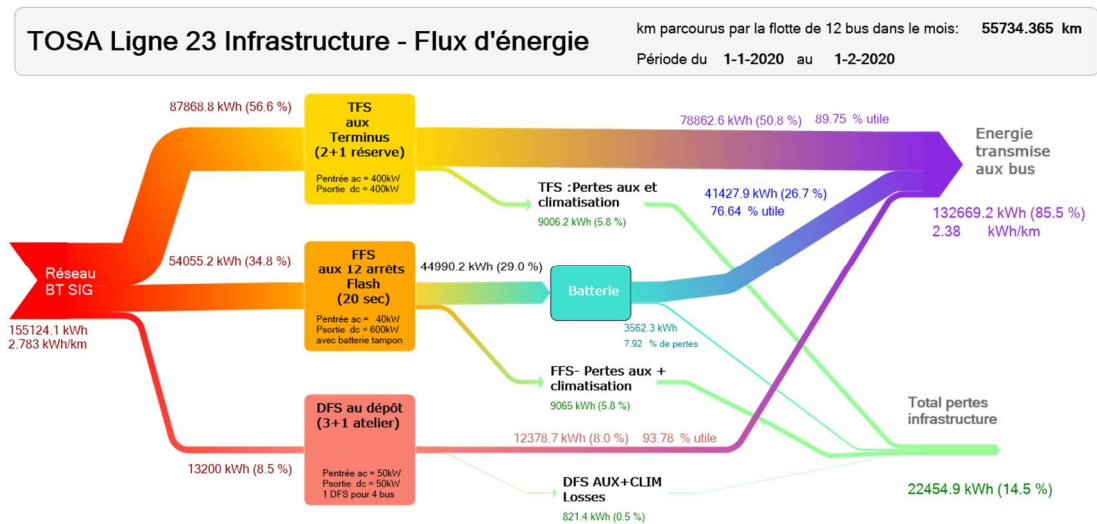 TOSA Ligne 23 Infrastructure - Flux d'énergie
km parcourus par la flotte de 12 bus dans le mois: 55734.365 km
Période du 1-1-2020 au 1-2-2020
87868.8 kWh (56.6 %)
TFS
aux
Terminus
(2+1 réserve)
Pentrée ac = 400kW
Psortie dc = 400kW
78862.6 kWh (50.8 %) 89.75 % utile
Energie
transmise
aux bus
TFS :Pertes aux et
climatisation
9006.2 kWh (5.8 %)
41427.9 kWh (26.7 %)
76.64 % utile
132669.2 kWh (85.5 %)
2.38 kWh/km
Réseau
BT SIG
155124.1 kWh
2.783 kWh/km
54055.2 kWh (34.8 %)
FFS
aux 12 arrêts
Flash
(20 sec)
Pentrée ac = 40kW
Psortie dc = 600kW
avec batterie tampon
44990.2 kWh (29.0 %)
Batterie
3562.3 kWh
7.92 % de pertes
FFS- Pertes aux +
climatisation
9065 kWh (5.8 %)
Total pertes
infrastructure
22454.9 kWh (14.5 %)
13200 kWh (8.5 %)
DFS au dépôt
(3+1 atelier)
Pentrée ac = 50kW
Psortie dc = 50kW
1 DFS pour 4 bus
12378.7 kWh (8.0 %) 93.78 % utile
DFS AUX+CLIM
Losses
821.4 kWh (0.5 %)